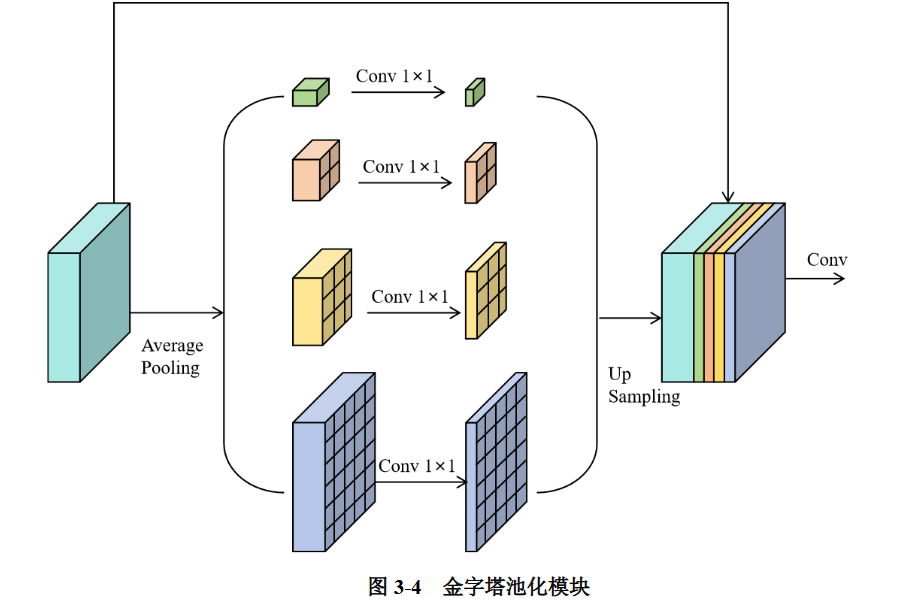 Conv 1×1
Conv 1×1
Conv 1×1
Conv 1×1
Average
Pooling
Up
Sampling
Conv
图 3-4 金字塔池化模块